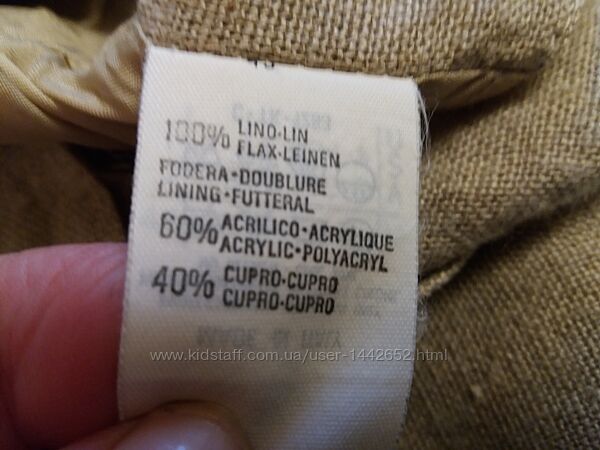 100% LINO·LIN
FLAX·LEINEN
FODERA·DOUBLURE
LINING·FUTTERAL
60% ACRILICO·ACRYLIQUE
ACRYLIC·POLYACRYL
40% CUPRO·CUPRO
CUPRO·CUPRO
www.kidstaff.com.ua/user-1442652.html